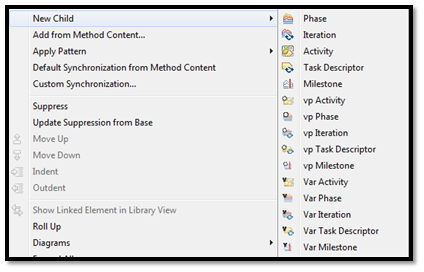 New Child
Add from Method Content...
Apply Pattern
Default Synchronization from Method Content
Custom Synchronization...
Suppress
Update Suppression from Base
Move Up
Move Down
Indent
Outdent
Show Linked Element in Library View
Roll Up
Diagrams
Phase
Iteration
Activity
Task Descriptor
Milestone
vp Activity
vp Phase
vp Iteration
vp Task Descriptor
vp Milestone
Var Activity
Var Phase
Var Iteration
Var Task Descriptor
Var Milestone